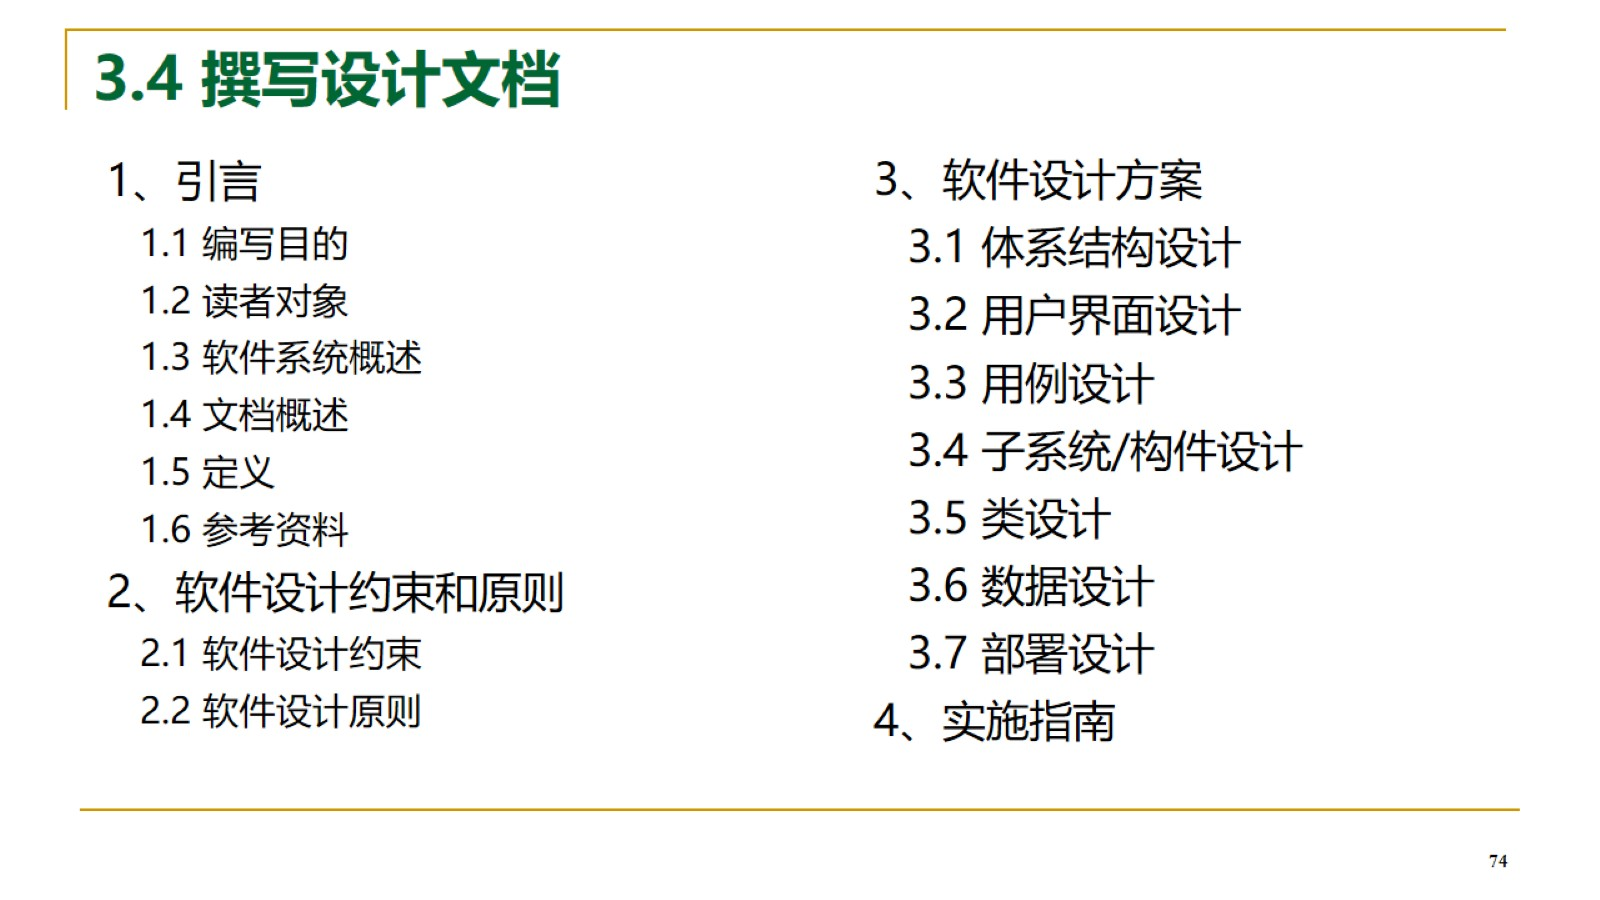 3.4 撰写设计文档
1、引言
1.1 编写目的
1.2 读者对象
1.3 软件系统概述
1.4 文档概述
1.5 定义
1.6 参考资料
2、软件设计约束和原则
2.1 软件设计约束
2.2 软件设计原则
3、软件设计方案
3.1 体系结构设计
3.2 用户界面设计
3.3 用例设计
3.4 子系统/构件设计
3.5 类设计
3.6 数据设计
3.7 部署设计
4、实施指南
74